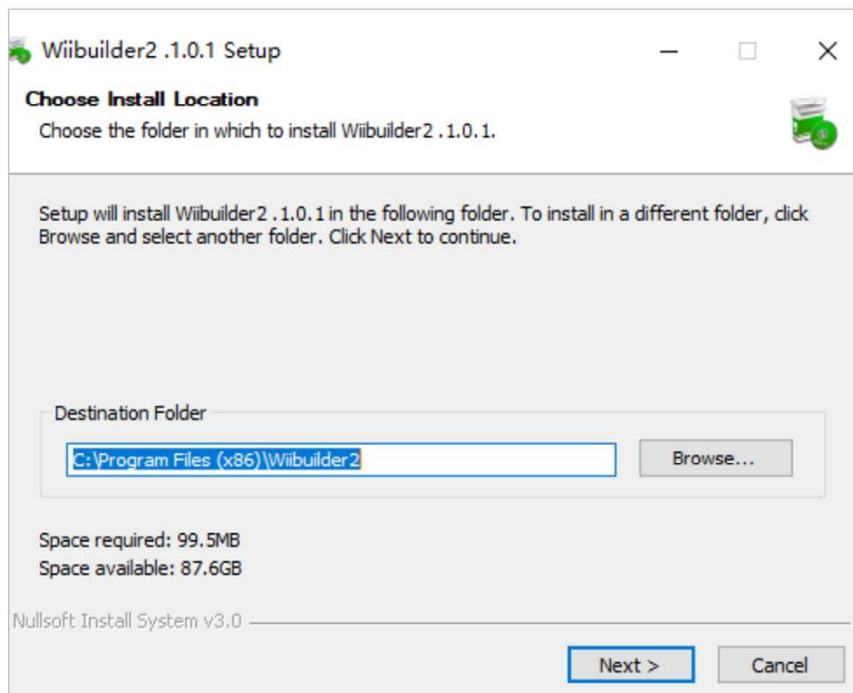 Wiibuilder2 .1.0.1 Setup
Choose Install Location
Choose the folder in which to install Wiibuilder2 .1.0.1.
Setup will install Wiibuilder2 .1.0.1 in the following folder. To install in a different folder, click
Browse and select another folder. Click Next to continue.
Destination Folder
C:\Program Files (x86)\Wiibuilder2
Browse...
Space required: 99.5MB
Space available: 87.6GB
Nullsoft Install System v3.0
Next >
Cancel